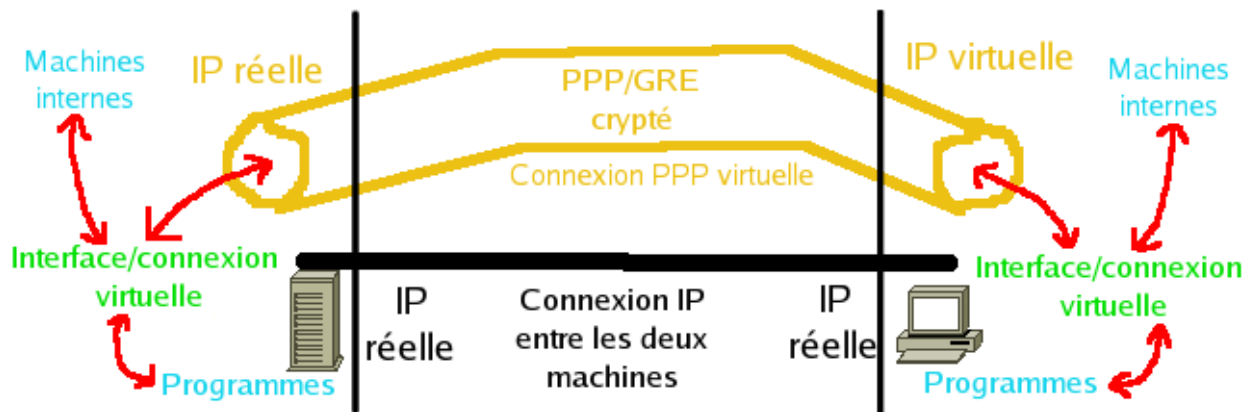 Machines
internes
IP réelle
PPP/GRE
crypté
Connexion PPP virtuelle
IP virtuelle
Machines
internes
Interface/connexion
virtuelle
Programmes
IP
réelle
Connexion IP
entre les deux
machines
IP
réelle
Interface/connexion
virtuelle
Programmes